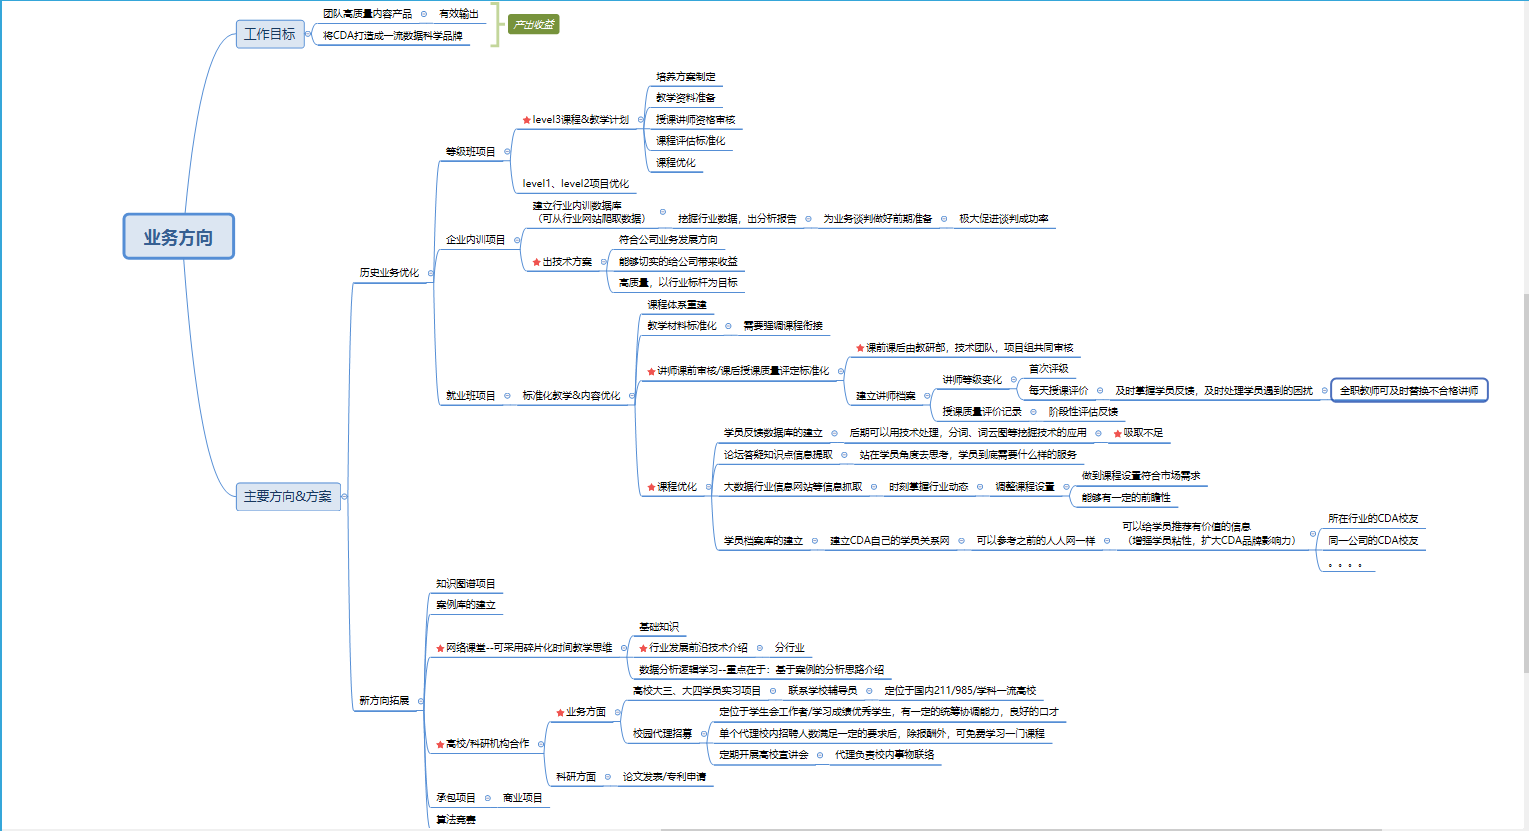 业务方向
工作目标
团队高质量内容产品
有效输出
将CDA打造成一流数据科学品牌
产出收益
主要方向&方案
历史业务优化
等级班项目
level3课程&教学计划
培养方案制定
教学资料准备
授课讲师资格审核
课程评估标准化
课程优化
level1、level2项目优化
企业内训项目
建立行业内训数据库
（可从行业网站爬取数据）
挖掘行业数据，出分析报告
为业务谈判做好前期准备
极大促进谈判成功率
出技术方案
符合公司业务发展方向
能够切实的给公司带来收益
高质量，以行业标杆为目标
就业班项目
标准化教学&内容优化
课程体系重建
教学材料标准化
需要强调课程衔接
讲师课前审核/课后授课质量评定标准化
课前课后由教研部，技术团队，项目组共同审核
建立讲师档案
讲师等级变化
首次评级
每天授课评价
及时掌握学员反馈，及时处理学员遇到的困扰
全职教师可及时替换不合格讲师
授课质量评价记录
阶段性评估反馈
课程优化
学员反馈数据库的建立
后期可以用技术处理，分词、词云图等挖掘技术的应用
吸取不足
论坛答疑知识点信息提取
站在学员角度去思考，学员到底需要什么样的服务
大数据行业信息网站等信息抓取
时刻掌握行业动态
调整课程设置
做到课程设置符合市场需求
能够有一定的前瞻性
学员档案库的建立
建立CDA自己的学员关系网
可以参考之前的人人网一样
可以给学员推荐有价值的信息
（增强学员粘性，扩大CDA品牌影响力）
所在行业的CDA校友
同一公司的CDA校友
。。。。
新方向拓展
知识图谱项目
案例库的建立
网络课堂--可采用碎片化时间教学思维
基础知识
行业发展前沿技术介绍
分行业
数据分析逻辑学习--重点在于：基于案例的分析思路介绍
高校/科研机构合作
业务方面
高校大三、大四学员实习项目
联系学校辅导员
定位于国内211/985/学科一流高校
校园代理招募
定位于学生会工作者/学习成绩优秀学生，有一定的统筹协调能力，良好的口才
单个代理校内招聘人数满足一定的要求后，除报酬外，可免费学习一门课程
定期开展高校宣讲会
代理负责校内事物联络
科研方面
论文发表/专利申请
承包项目
商业项目
算法竞赛